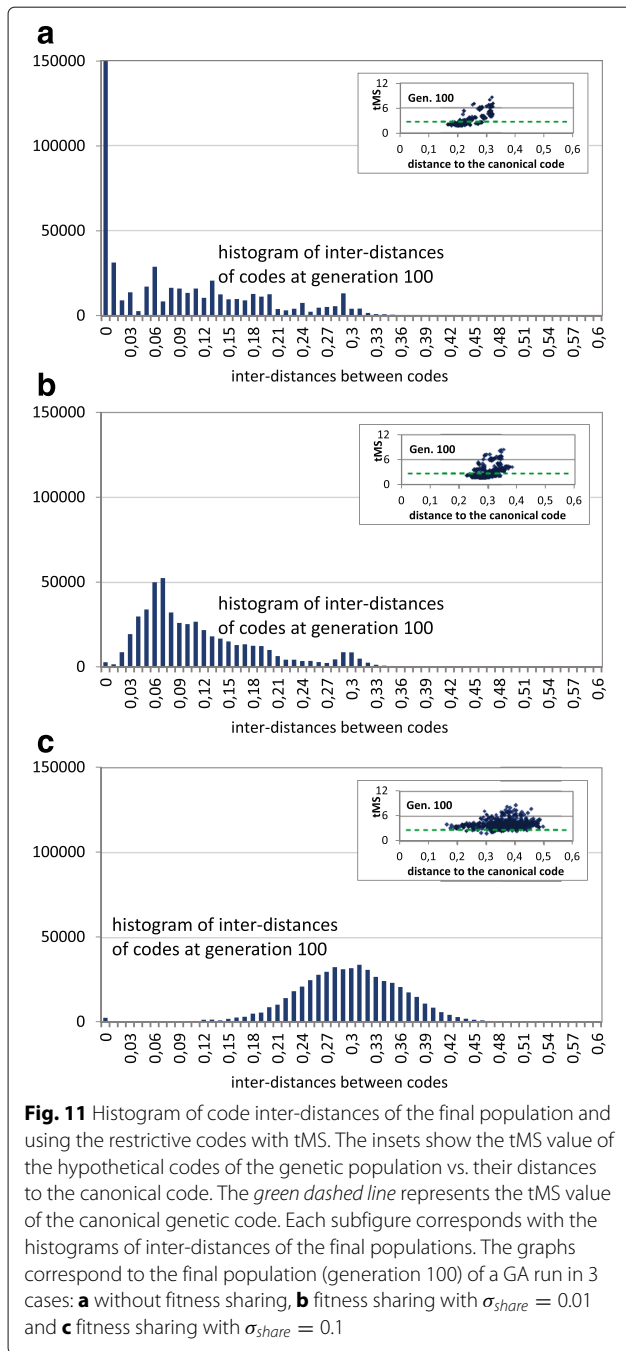 a
150000
100000
50000
0
12
6
0
tMS
Gen. 100
0 0,1 0,2 0,3 0,4 0,5 0,6
distance to the canonical code
histogram of inter-distances
of codes at generation 100
0 0,03 0,06 0,09 0,12 0,15 0,18 0,21 0,24 0,27 0,3 0,33 0,36 0,39 0,42 0,45 0,48 0,51 0,54 0,57 0,6
inter-distances between codes
b
150000
100000
50000
0
12
6
0
tMS
Gen. 100
0 0,1 0,2 0,3 0,4 0,5 0,6
distance to the canonical code
histogram of inter-distances
of codes at generation 100
0 0,03 0,06 0,09 0,12 0,15 0,18 0,21 0,24 0,27 0,3 0,33 0,36 0,39 0,42 0,45 0,48 0,51 0,54 0,57 0,6
inter-distances between codes
c
150000
100000
50000
0
12
6
0
tMS
Gen. 100
0 0,1 0,2 0,3 0,4 0,5 0,6
distance to the canonical code
histogram of inter-distances
of codes at generation 100
0 0,03 0,06 0,09 0,12 0,15 0,18 0,21 0,24 0,27 0,3 0,33 0,36 0,39 0,42 0,45 0,48 0,51 0,54 0,57 0,6
inter-distances between codes
Fig. 11 Histogram of code inter-distances of the final population and
using the restrictive codes with tMS. The insets show the tMS value of
the hypothetical codes of the genetic population vs. their distances
to the canonical code. The green dashed line represents the tMS value
of the canonical genetic code. Each subfigure corresponds with the
histograms of inter-distances of the final populations. The graphs
correspond to the final population (generation 100) of a GA run in 3
cases: a without fitness sharing, b fitness sharing with σshare = 0.01
and c fitness sharing with σshare = 0.1